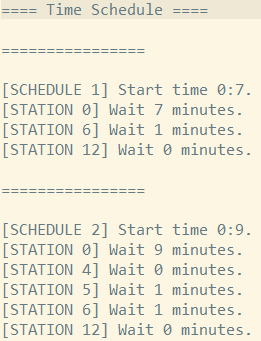 ==== Time Schedule ====
================
[SCHEDULE 1] Start time 0:7.
[STATION 0] Wait 7 minutes.
[STATION 6] Wait 1 minutes.
[STATION 12] Wait 0 minutes.
================
[SCHEDULE 2] Start time 0:9.
[STATION 0] Wait 9 minutes.
[STATION 4] Wait 0 minutes.
[STATION 5] Wait 1 minutes.
[STATION 6] Wait 1 minutes.
[STATION 12] Wait 0 minutes.